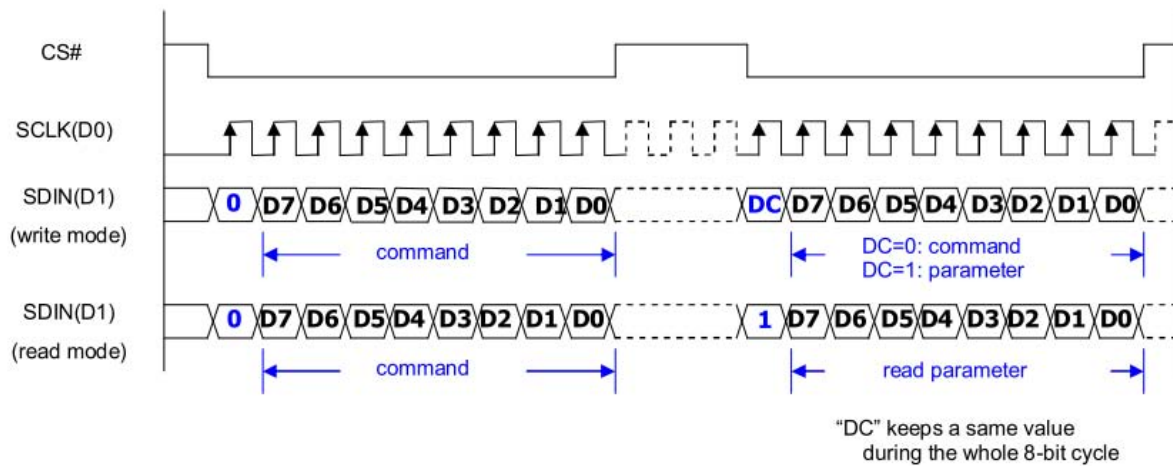 CS#
SCLK(D0)
SDIN(D1) 0 D7 D6 D5 D4 D3 D2 D1 D0 DC D7 D6 D5 D4 D3 D2 D1 D0
(write mode)
command
DC=0: command
DC=1: parameter
SDIN(D1) 0 D7 D6 D5 D4 D3 D2 D1 D0 1 D7 D6 D5 D4 D3 D2 D1 D0
(read mode)
command read parameter
“DC” keeps a same value
during the whole 8-bit cycle